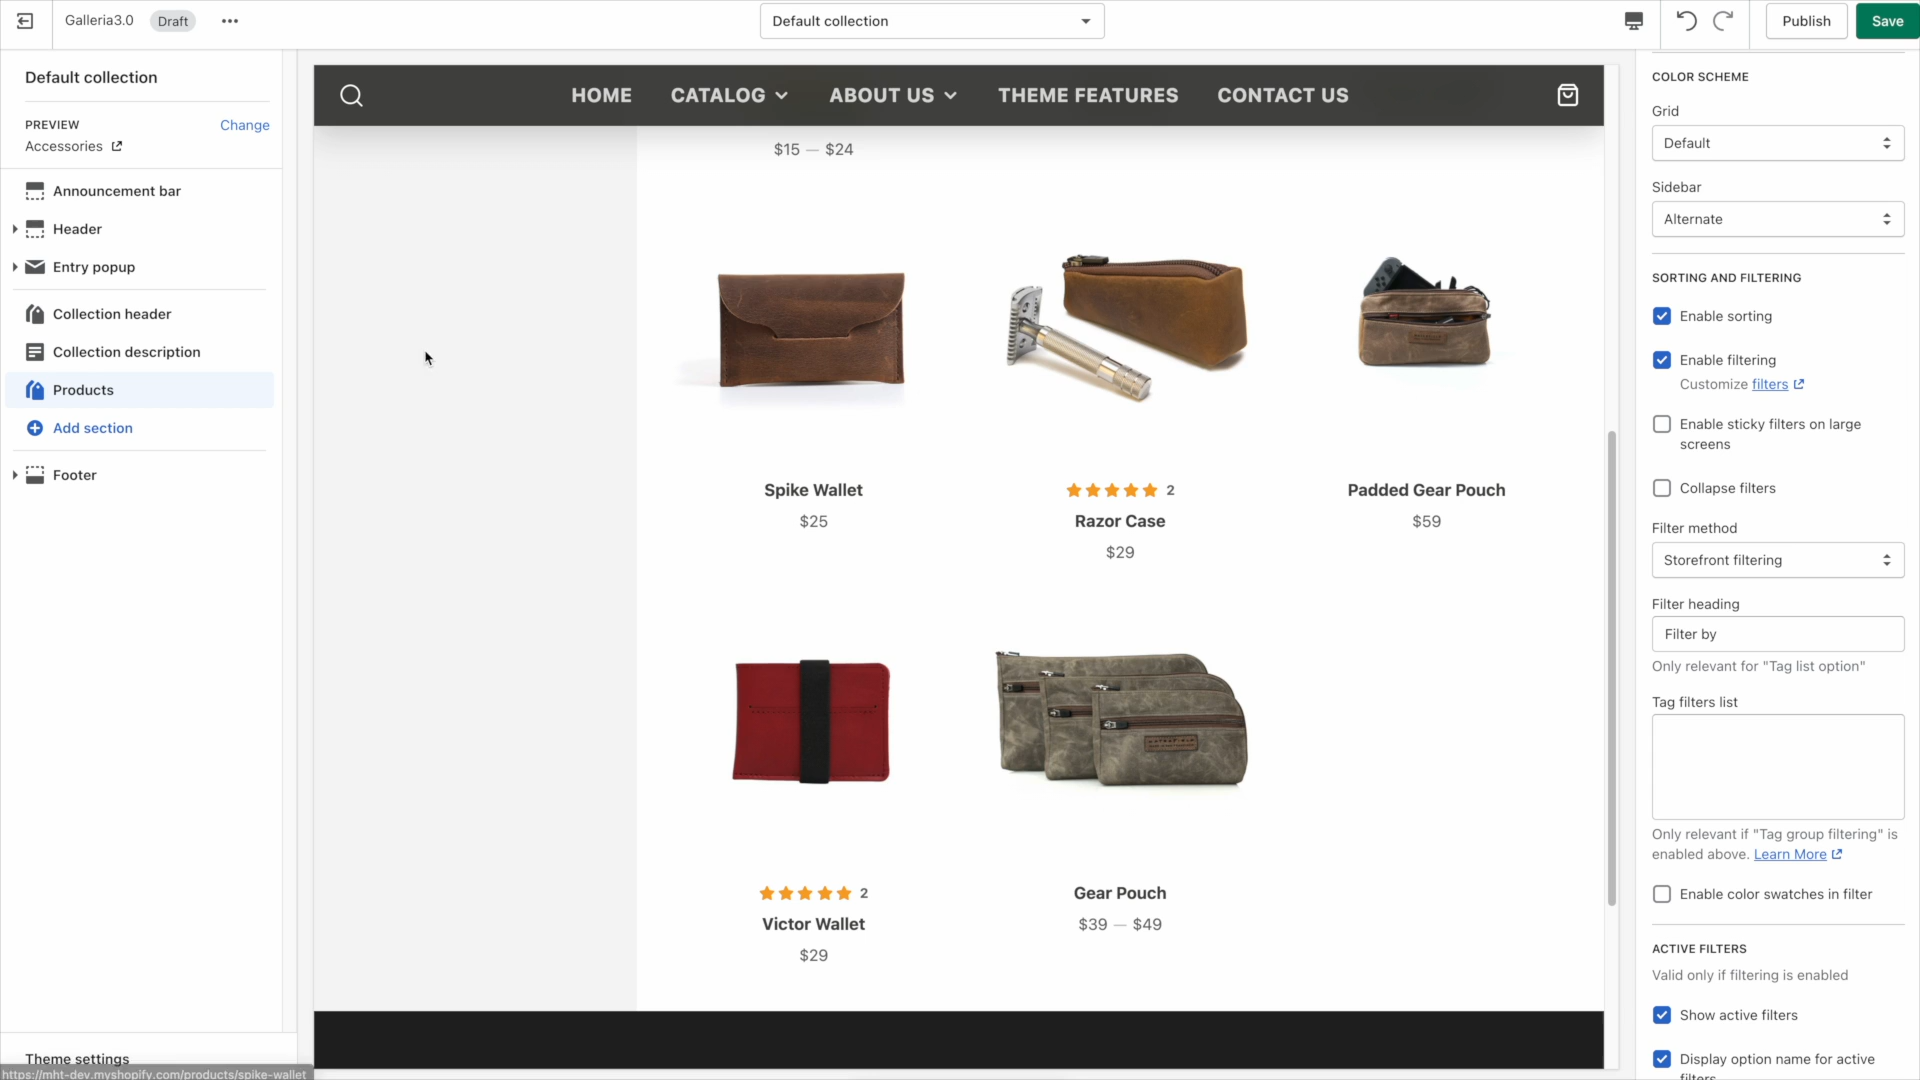 Galleria3.0
Draft
Default collection
Publish
Save
Default collection
PREVIEW
Change
Accessories
Announcement bar
Header
Entry popup
Collection header
Collection description
Products
Add section
Footer
Theme settings
https://mht-dev.myshopify.com/products/spike-wallet
HOME
CATALOG
ABOUT US
THEME FEATURES
CONTACT US
$15 — $24
Spike Wallet
$25
2
Razor Case
$29
Padded Gear Pouch
$59
2
Victor Wallet
$29
Gear Pouch
$39 — $49
COLOR SCHEME
Grid
Default
Sidebar
Alternate
SORTING AND FILTERING
Enable sorting
Enable filtering
Customize filters
Enable sticky filters on large
screens
Collapse filters
Filter method
Storefront filtering
Filter heading
Filter by
Only relevant for "Tag list option"
Tag filters list
Only relevant if "Tag group filtering" is
enabled above. Learn More
Enable color swatches in filter
ACTIVE FILTERS
Valid only if filtering is enabled
Show active filters
Display option name for active
filters